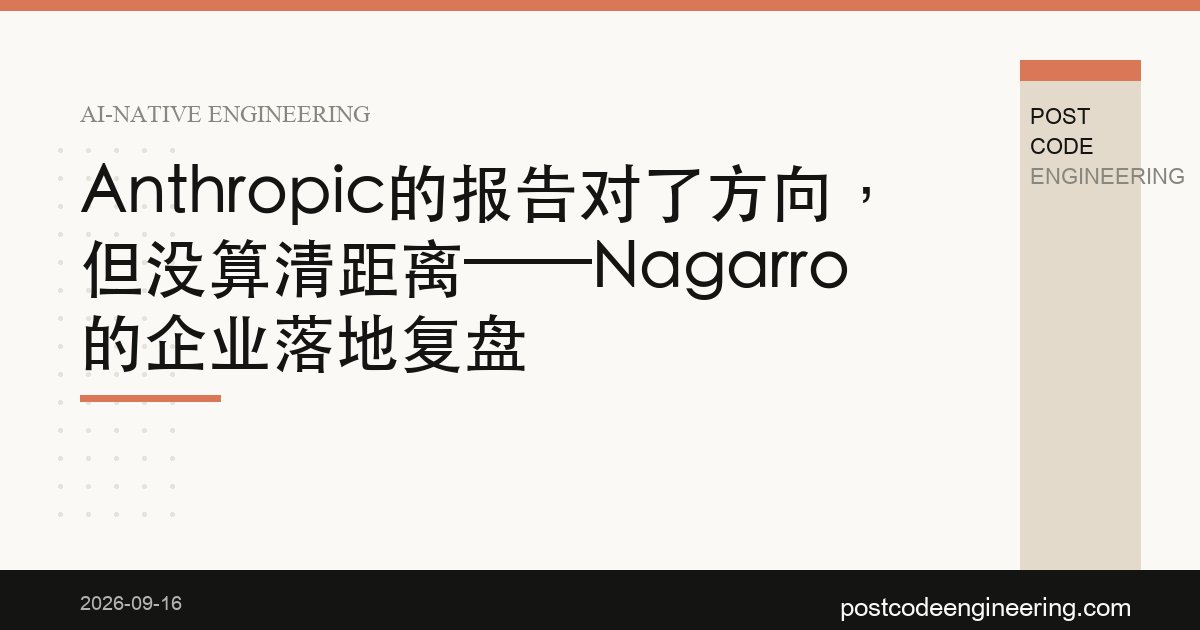 AI-NATIVE ENGINEERING
Anthropic的报告对了方向，
但没算清距离——Nagarro
的企业落地复盘
POST
CODE
ENGINEERING
2026-09-16
postcodeengineering.com